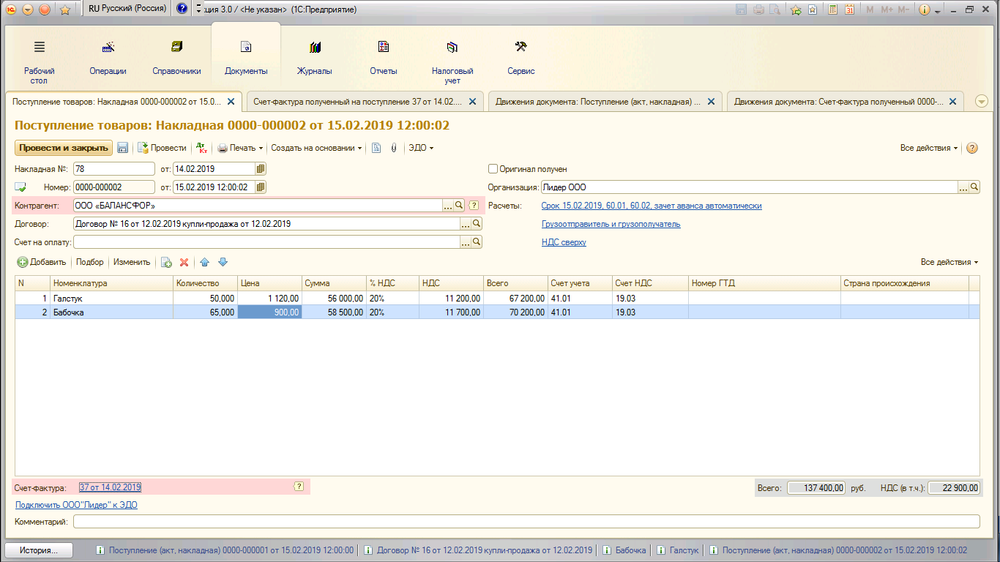 RU Русский (Россия) ция 3.0 / <Не указан> (1С:Предприятие) M M+ M-
Рабочий стол Операции Справочники Документы Журналы Отчеты Налоговый учет Сервис
Поступление товаров: Накладная 0000-000002 от 15.0... Счет-фактура полученный на поступление 37 от 14.02.... Движения документа: Поступление (акт, накладная) ... Движения документа: Счет-фактура полученный 0000-...
Поступление товаров: Накладная 0000-000002 от 15.02.2019 12:00:02
Провести и закрыть Провести Дт Кт Печать Создать на основании ЭДО Все действия ?
Накладная №: 78 от: 14.02.2019 Оригинал получен
Номер: 0000-000002 от: 15.02.2019 12:00:02 Организация: Лидер ООО ...
Контрагент: ООО «БАПАНСФОР» ... ? Расчеты: Срок 15.02.2019, 60.01, 60.02, зачет аванса автоматически
Договор: Договор № 16 от 12.02.2019 купли-продажа от 12.02.2019 ... Грузоотправитель и грузополучатель
Счет на оплату: ... НДС сверху
Добавить Подбор Изменить Все действия
N Номенклатура Количество Цена Сумма % НДС НДС Всего Счет учета Счет НДС Номер ГТД Страна происхождения
1 Галстук 50,000 1 120,00 56 000,00 20% 11 200,00 67 200,00 41.01 19.03
2 Бабочка 65,000 900,00 58 500,00 20% 11 700,00 70 200,00 41.01 19.03
Счет-фактура: 37 от 14.02.2019 ? Всего: 137 400,00 руб. НДС (в т.ч.): 22 900,00
Подключить ООО"Лидер" к ЭДО
Комментарий:
История... Поступление (акт, накладная) 0000-000001 от 15.02.2019 12:00:00 Договор № 16 от 12.02.2019 купли-продажа от 12.02.2019 Бабочка Галстук Поступление (акт, накладная) 0000-000002 от 15.02.2019 12:00:02